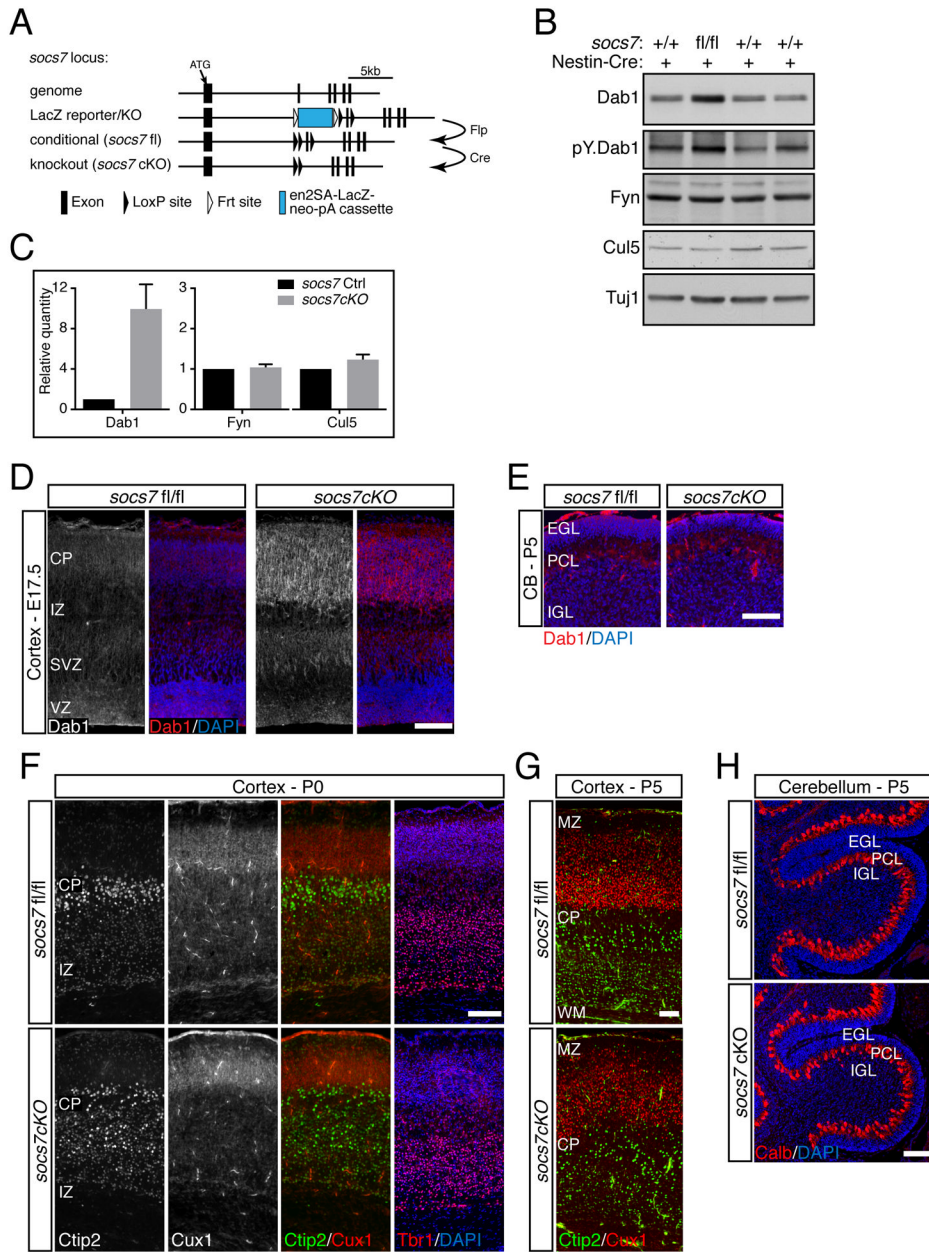 A
socs7 locus:
ATG
5kb
genome
LacZ reporter/KO
Flp
conditional (socs7 fl)
Cre
knockout (socs7 cKO)
Exon
LoxP site
Frt site
en2SA-LacZ-
neo-pA cassette
B
socs7: +/+ fl/fl +/+ +/+
Nestin-Cre: + + + +
Dab1
pY.Dab1
Fyn
Cul5
Tuj1
C
socs7 Ctrl
socs7cKO
Relative quantity
12
8
4
0
3
2
1
0
Dab1
Fyn
Cul5
D
socs7 fl/fl
socs7cKO
Cortex - E17.5
CP
IZ
SVZ
VZ
Dab1
Dab1/DAPI
E
socs7 fl/fl
socs7cKO
CB - P5
EGL
PCL
IGL
Dab1/DAPI
F
Cortex - P0
socs7 fl/fl
CP
IZ
socs7cKO
CP
IZ
Ctip2
Cux1
Ctip2/Cux1
Tbr1/DAPI
G
Cortex - P5
socs7 fl/fl
MZ
CP
WM
socs7cKO
MZ
CP
Ctip2/Cux1
H
Cerebellum - P5
socs7 fl/fl
EGL
PCL
IGL
socs7 cKO
EGL
PCL
IGL
Calb/DAPI